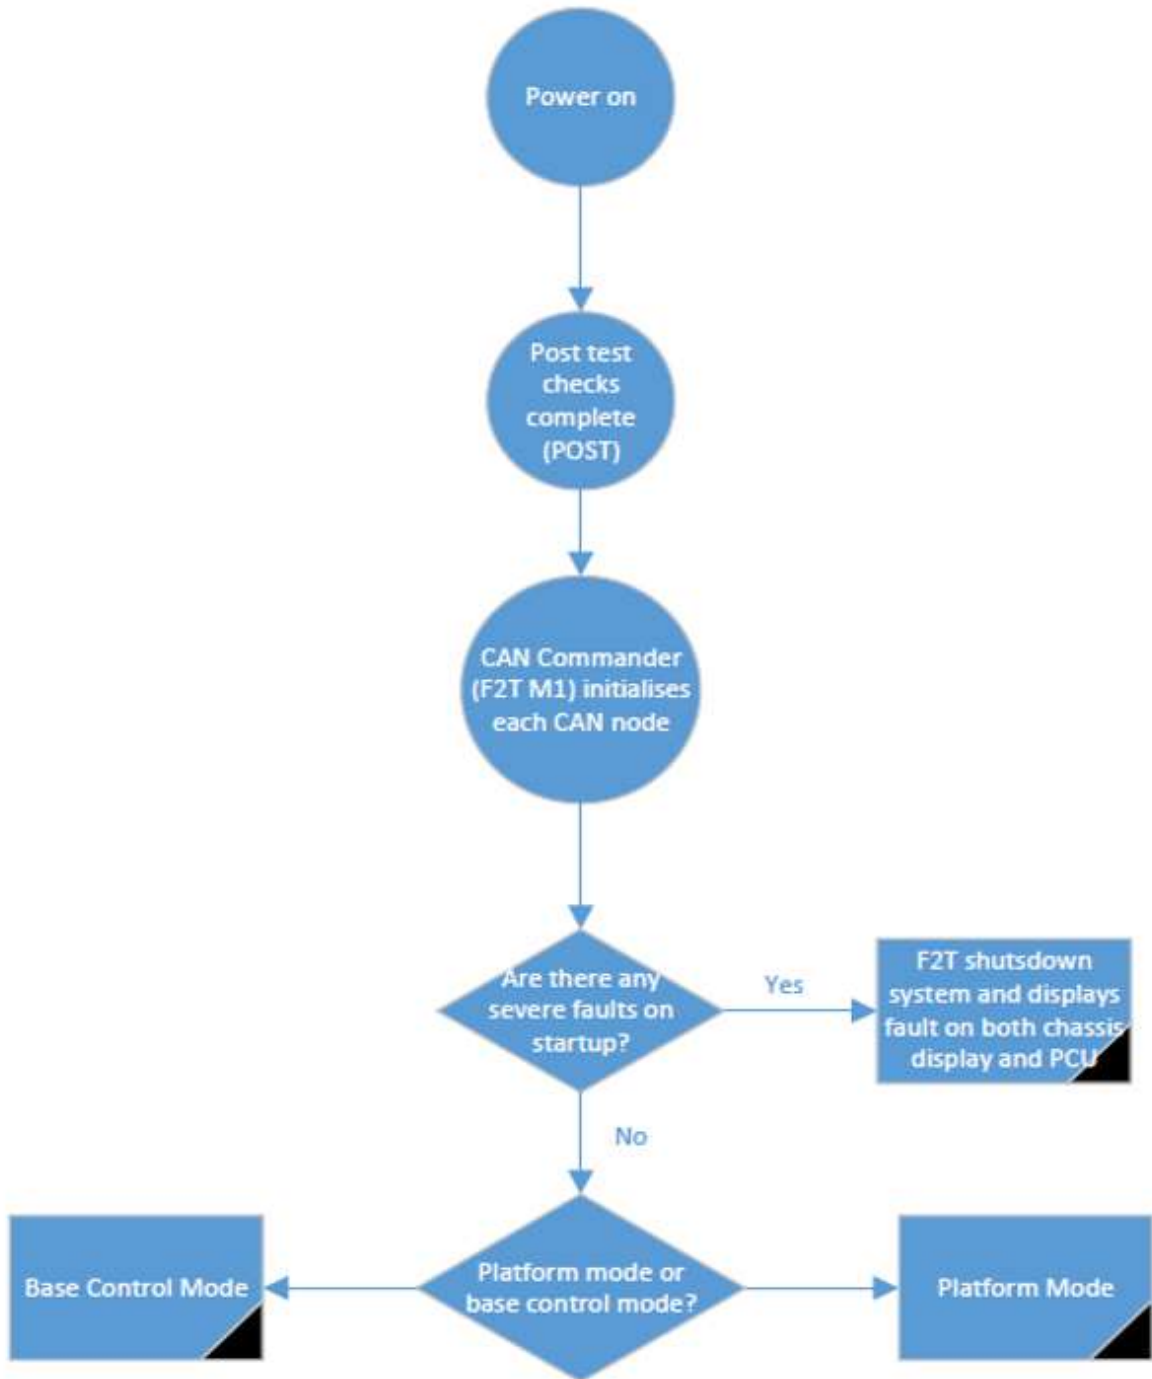 Power on
Post test
checks
complete
(POST)
CAN Commander
(F2T M1) initialises
each CAN node
Are there any
severe faults on
startup?
Yes
F2T shutsdown
system and displays
fault on both chassis
display and PCU
No
Base Control Mode
Platform mode or
base control mode?
Platform Mode